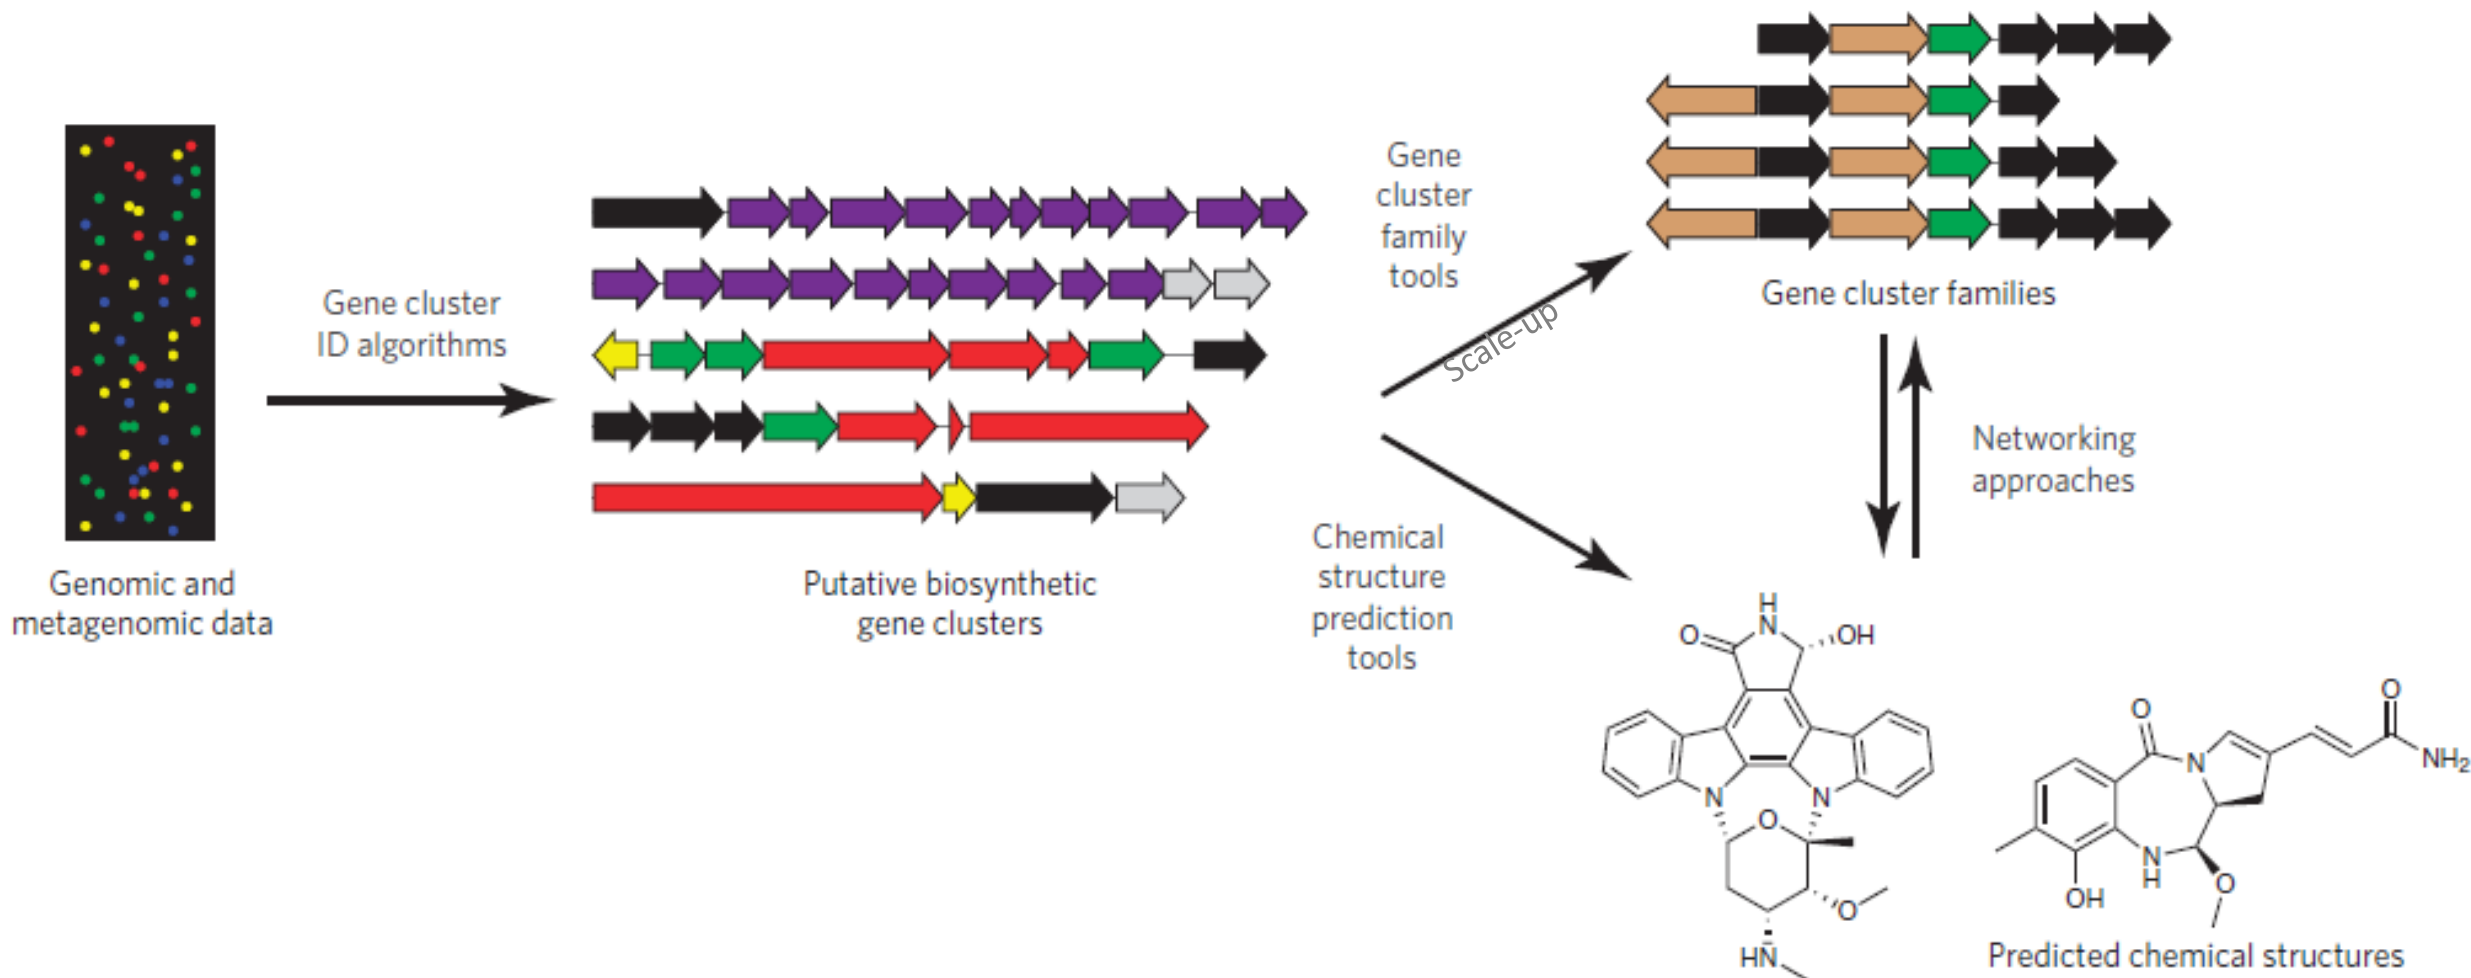 Genomic and
metagenomic data
Gene cluster
ID algorithms
Putative biosynthetic
gene clusters
Gene
cluster
family
tools
Scale-up
Chemical
structure
prediction
tools
Gene cluster families
Networking
approaches
H
N
O
OH
N
N
O
O
HN
O
N
O
NH₂
N
H
O
OH
Predicted chemical structures